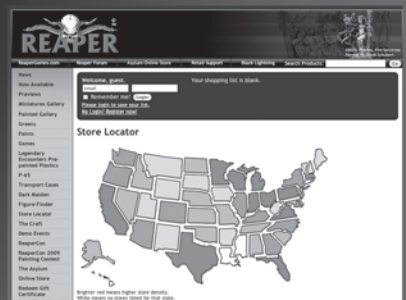 REAPER
ReaperGames.com Reaper Forum Asylum Online Store Retail Support Black Lightning Search Products: Go
News
Now Available
Previews
Miniatures Gallery
Painted Gallery
Greens
Paints
Games
Legendary
Encounters Pre-
painted Plastics
P-65
Transport Cases
Dark Maiden
Figure Finder
Store Locator
The Craft
Demo Events
ReaperCon
ReaperCon 2009
Painting Contest
The Asylum
Online Store
Redeem Gift
Certificate
Welcome, guest.
email
Remember me? Login
Please login to save your list.
No Login? Register now!
Your shopping list is blank.
Store Locator
Brighter red means higher store density.
White means no stores listed for that state.